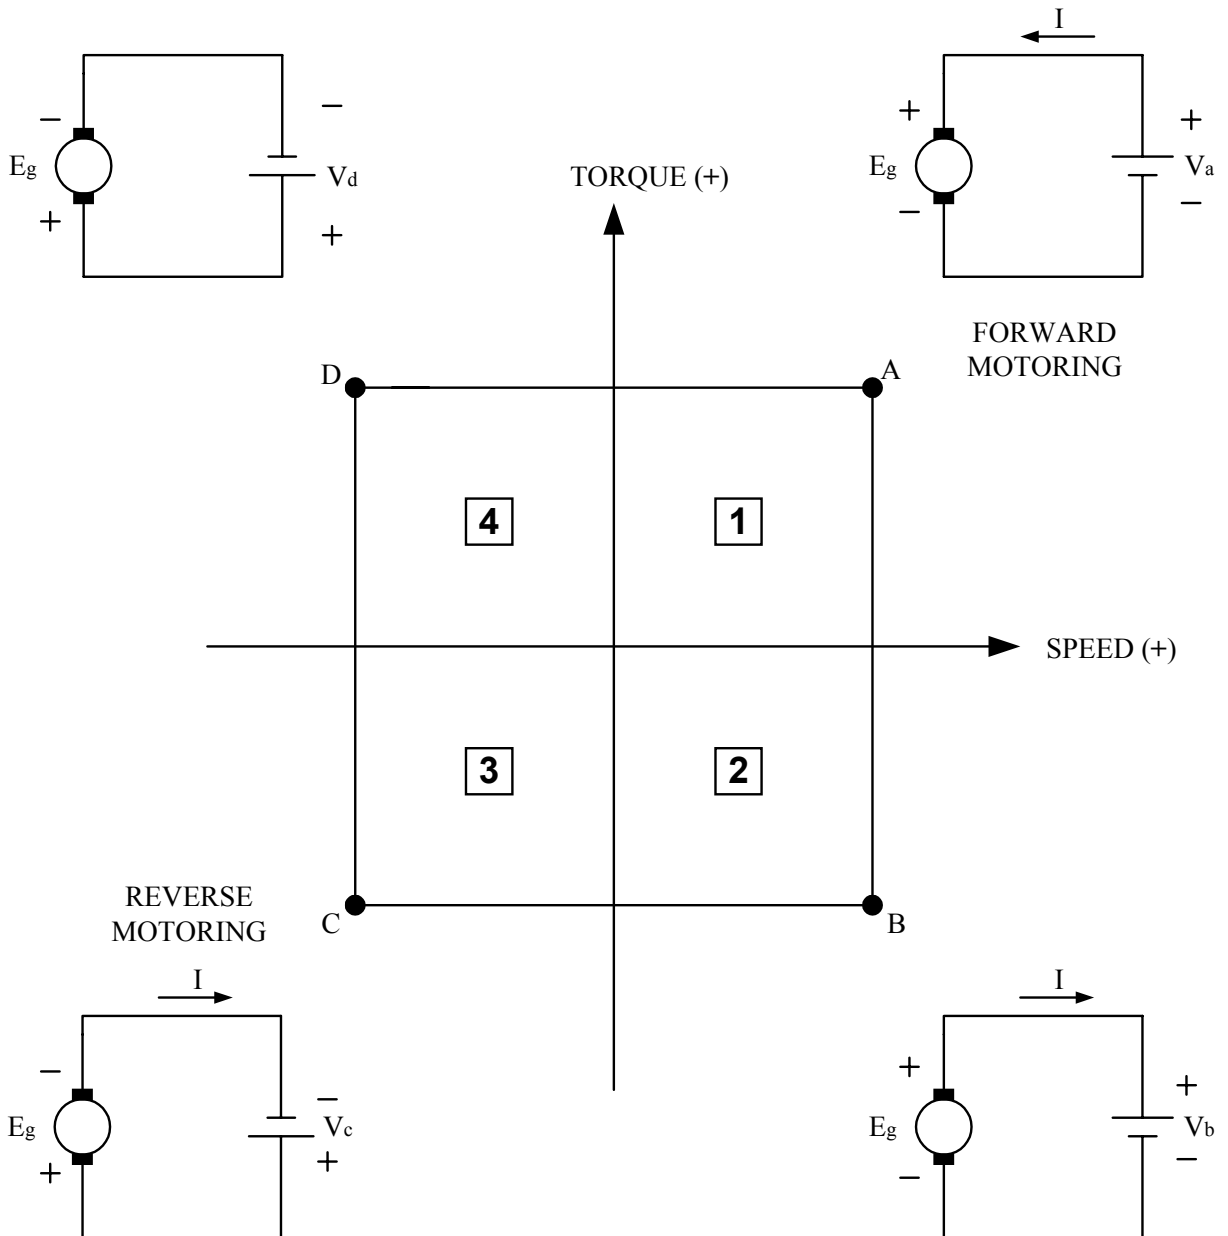 I
− − + +
Eg Vd Eg Va
+ + − −
TORQUE (+)
FORWARD
MOTORING
D A
4 1
SPEED (+)
3 2
REVERSE
MOTORING
C B
I I
− − + +
Eg Vc Eg Vb
+ + − −